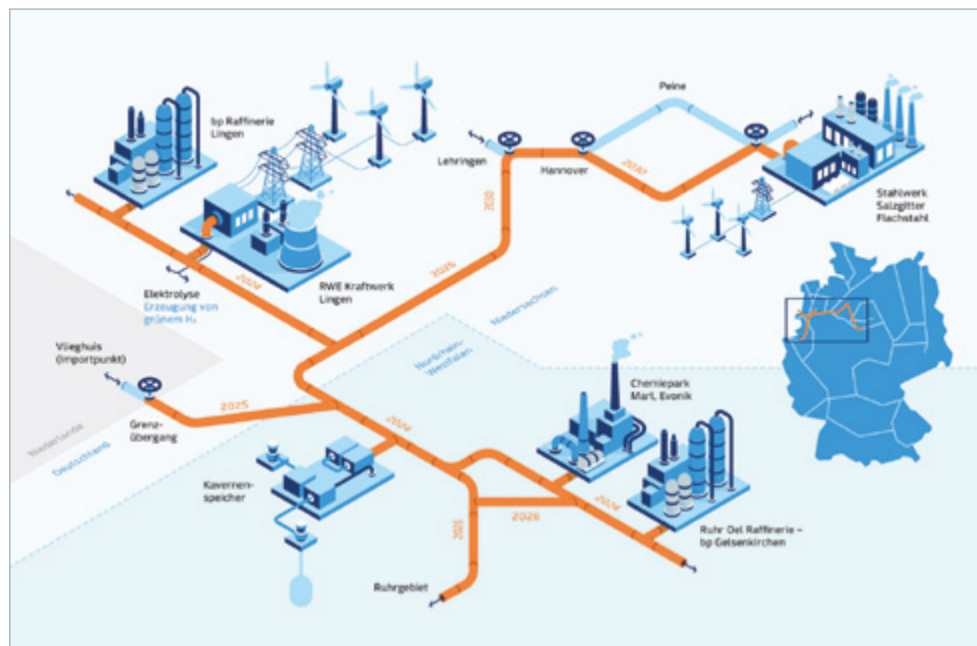 bp Raffinerie
Lingen
Peine
Lehringen
Hannover
2030
2030
Stahlwerk
Salzgitter
Flachstahl
2025
2024
RWE Kraftwerk
Lingen
Elektrolyse
Erzeugung von
grünem H₂
Niedersachsen
Nordrhein-
Westfalen
Vlieghuis
(Importpunkt)
2025
Grenz-
übergang
Niederlande
Deutschland
2024
Chemiepark
Marl, Evonik
Kavernen-
speicher
2024
2026
Ruhr Oel Raffinerie –
bp Gelsenkirchen
Ruhrgebiet